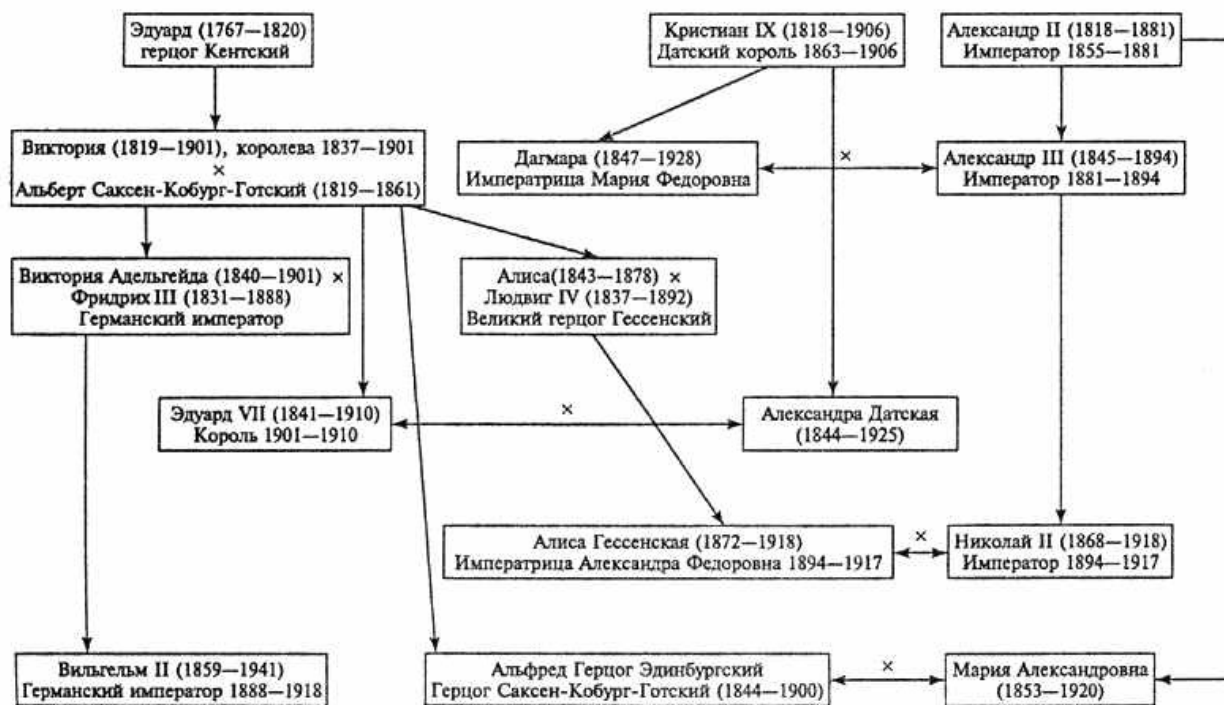 Эдуард (1767—1820)
герцог Кентский
Кристиан IX (1818-1906)
Датский король 1863—1906
Александр II (1818—1881)
Император 1855—1881
Виктория (1819—1901), королева 1837—1901
×
Альберт Саксен-Кобург-Готский (1819—1861)
Дагмара (1847—1928)
Императрица Мария Федоровна
×
Александр III (1845-1894)
Император 1881—1894
Виктория Адельгейда (1840—1901) ×
Фридрих III (1831—1888)
Германский император
Алиса(1843—1878) ×
Людвиг IV (1837—1892)
Великий герцог Гессенский
Эдуард VII (1841—1910)
Король 1901—1910
×
Александра Датская
(1844—1925)
Алиса Гессенская (1872—1918)
Императрица Александра Федоровна 1894—1917
×
Николай II (1868—1918)
Император 1894—1917
Вильгельм II (1859—1941)
Германский император 1888—1918
Альфред Герцог Эдинбургский
Герцог Саксен-Кобург-Готский (1844—1900)
×
Мария Александровна
(1853—1920)